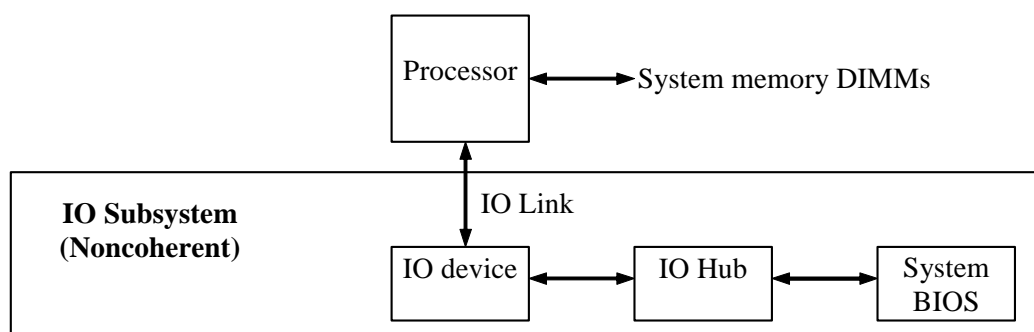 Processor
System memory DIMMs
IO Link
IO Subsystem
(Noncoherent)
IO device
IO Hub
System
BIOS